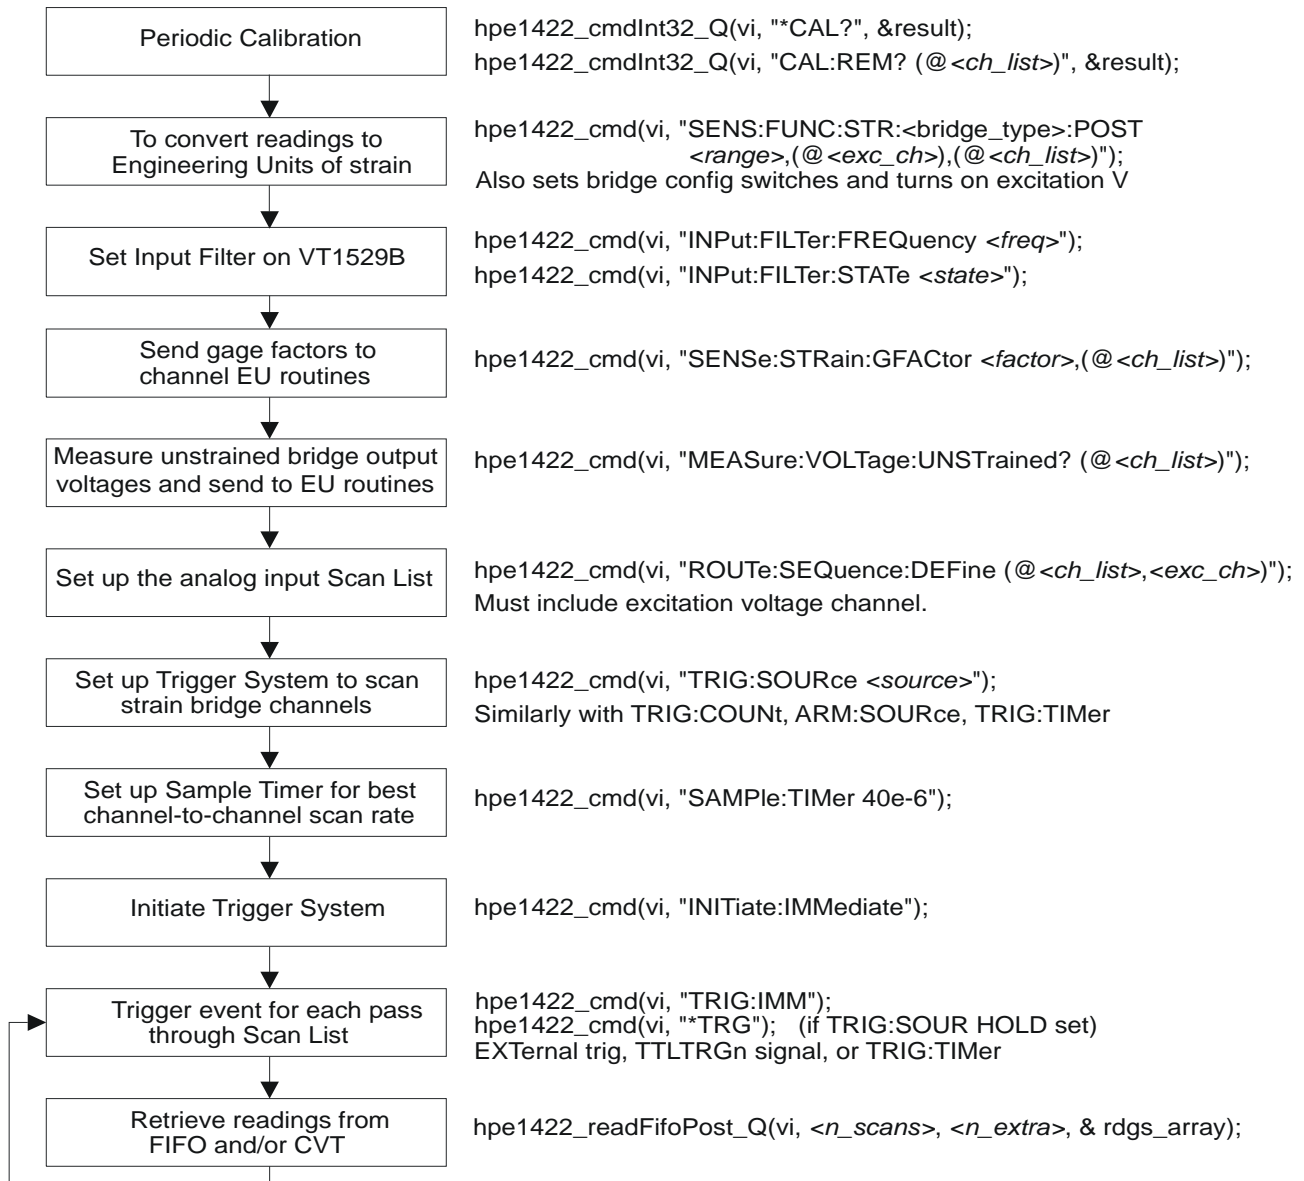 Periodic Calibration
hpe1422_cmdInt32_Q(vi, "*CAL?", &result);
hpe1422_cmdInt32_Q(vi, "CAL:REM? (@<ch_list>)", &result);
To convert readings to
Engineering Units of strain
hpe1422_cmd(vi, "SENS:FUNC:STR:<bridge_type>:POST
<range>,(@<exc_ch>),(@<ch_list>)");
Also sets bridge config switches and turns on excitation V
Set Input Filter on VT1529B
hpe1422_cmd(vi, "INPut:FILTer:FREQuency <freq>");
hpe1422_cmd(vi, "INPut:FILTer:STATe <state>");
Send gage factors to
channel EU routines
hpe1422_cmd(vi, "SENSe:STRain:GFACtor <factor>,(@<ch_list>)");
Measure unstrained bridge output
voltages and send to EU routines
hpe1422_cmd(vi, "MEASure:VOLTage:UNSTrained? (@<ch_list>)");
Set up the analog input Scan List
hpe1422_cmd(vi, "ROUTe:SEQuence:DEFine (@<ch_list>,<exc_ch>)");
Must include excitation voltage channel.
Set up Trigger System to scan
strain bridge channels
hpe1422_cmd(vi, "TRIG:SOURce <source>");
Similarly with TRIG:COUNt, ARM:SOURce, TRIG:TIMer
Set up Sample Timer for best
channel-to-channel scan rate
hpe1422_cmd(vi, "SAMPle:TIMer 40e-6");
Initiate Trigger System
hpe1422_cmd(vi, "INITiate:IMMediate");
Trigger event for each pass
through Scan List
hpe1422_cmd(vi, "TRIG:IMM");
hpe1422_cmd(vi, "*TRG"); (if TRIG:SOUR HOLD set)
EXTernal trig, TTLTRGn signal, or TRIG:TIMer
Retrieve readings from
FIFO and/or CVT
hpe1422_readFifoPost_Q(vi, <n_scans>, <n_extra>, & rdgs_array);